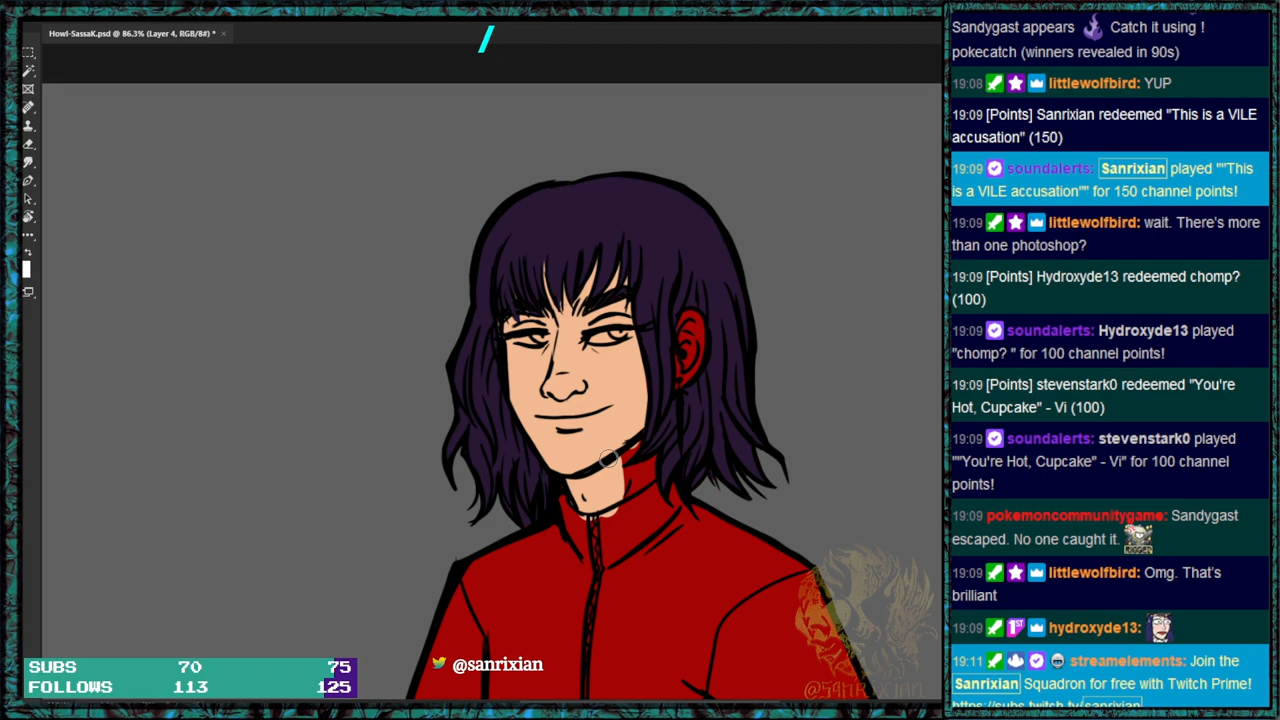 Howl-SassaK.psd @ 86.3% (Layer 4, RGB/8#) *
Sandygast appears Catch it using !
pokecatch (winners revealed in 90s)
19:08 littlewolfbird: YUP
19:09 [Points] Sanrixian redeemed "This is a VILE
accusation" (150)
19:09 soundalerts: Sanrixian played ""This
is a VILE accusation"" for 150 channel points!
19:09 littlewolfbird: wait. There's more
than one photoshop?
19:09 [Points] Hydroxyde13 redeemed chomp?
(100)
19:09 soundalerts: Hydroxyde13 played
"chomp? " for 100 channel points!
19:09 [Points] stevenstark0 redeemed "You're
Hot, Cupcake" - Vi (100)
19:09 soundalerts: stevenstark0 played
""You're Hot, Cupcake" - Vi" for 100 channel
points!
19:09 pokemoncommunitygame: Sandygast
escaped. No one caught it.
19:09 littlewolfbird: Omg. That's
brilliant
19:09 1ST hydroxyde13:
19:11 streamelements: Join the
Sanrixian Squadron for free with Twitch Prime!
https://subs.twitch.tv/sanrixian
SUBS 70 75
FOLLOWS 113 125
@sanrixian
@SANRIXIAN